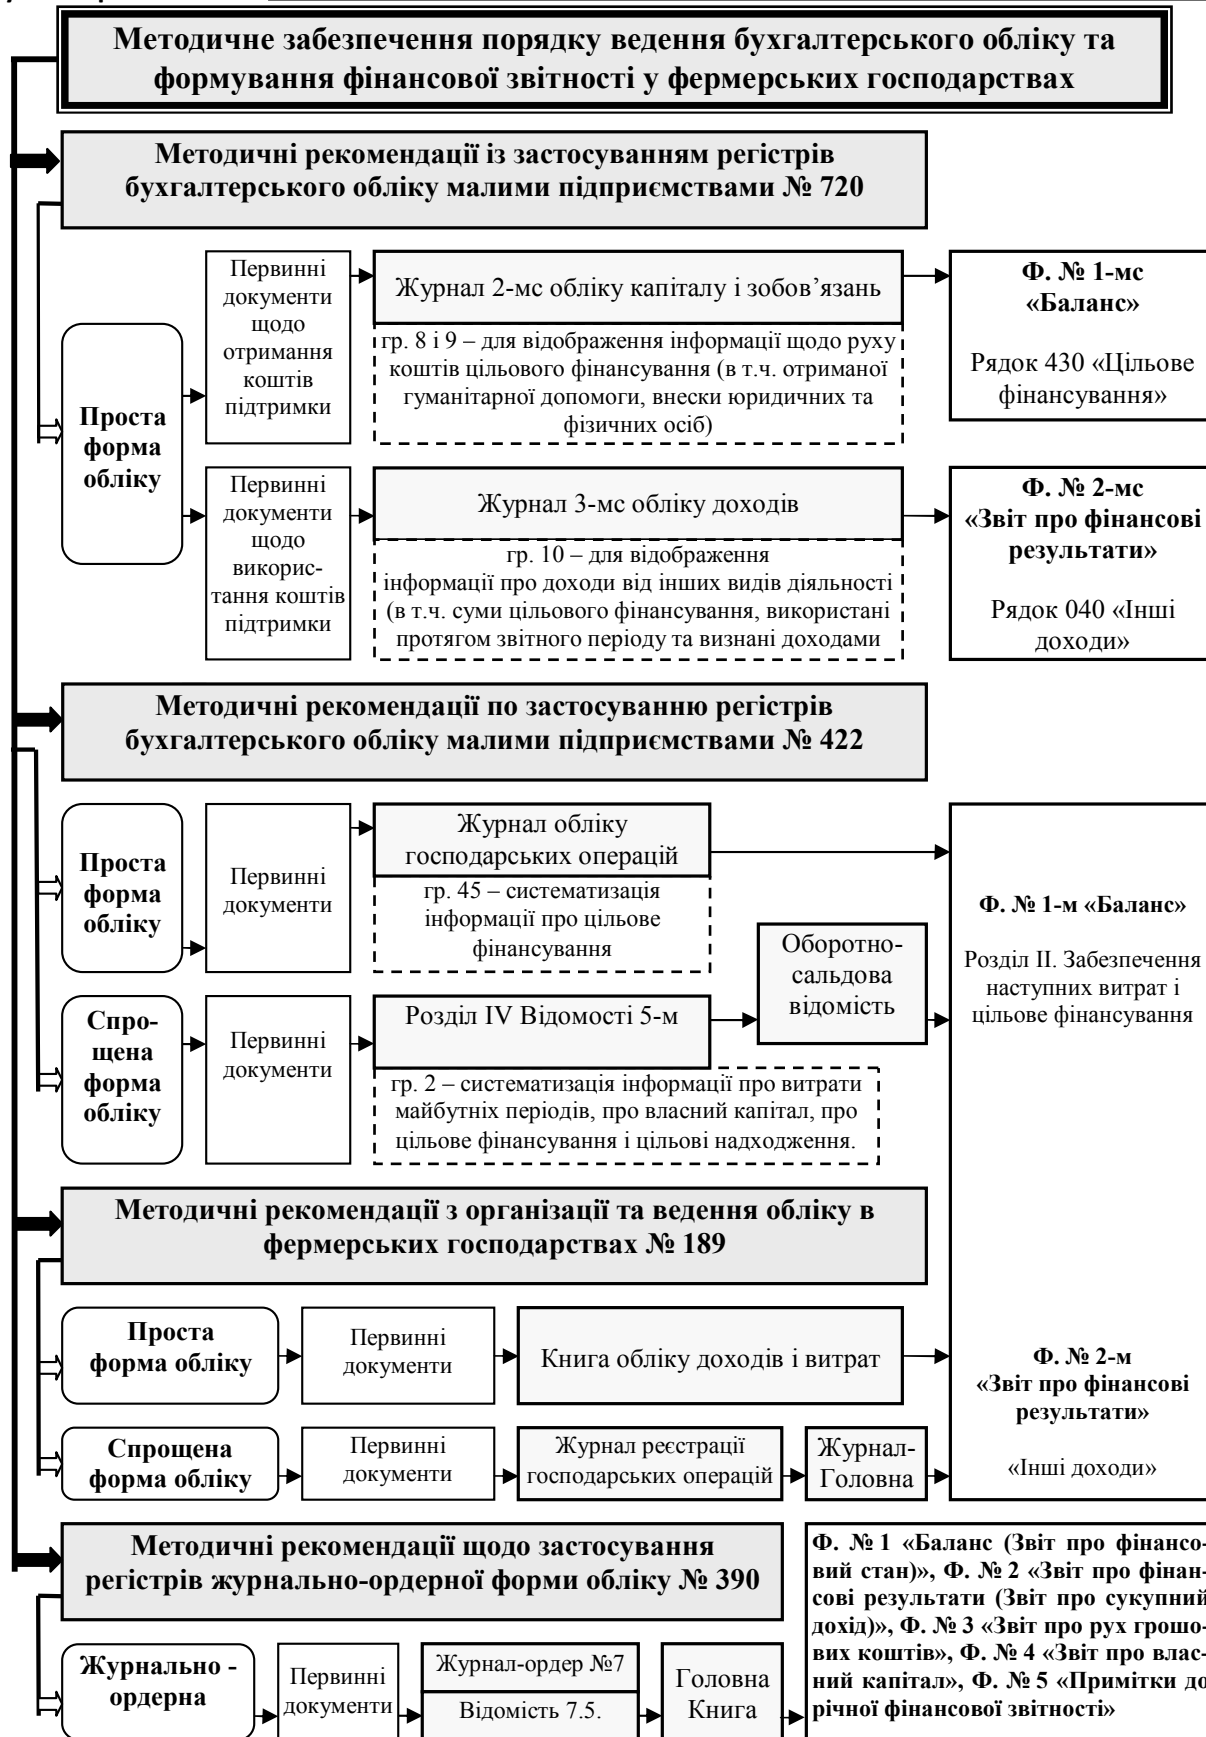 Методичне забезпечення порядку ведення бухгалтерського обліку та
формування фінансової звітності у фермерських господарствах
Методичні рекомендації із застосуванням регістрів
бухгалтерського обліку малими підприємствами № 720
Проста
форма
обліку
Первинні
документи
щодо
отримання
коштів
підтримки
Журнал 2-мс обліку капіталу і зобов’язань
гр. 8 і 9 – для відображення інформації щодо руху
коштів цільового фінансування (в т.ч. отриманої
гуманітарної допомоги, внески юридичних та
фізичних осіб)
Ф. № 1-мс
«Баланс»
Рядок 430 «Цільове
фінансування»
Первинні
документи
щодо
викорис-
тання коштів
підтримки
Журнал 3-мс обліку доходів
гр. 10 – для відображення
інформації про доходи від інших видів діяльності
(в т.ч. суми цільового фінансування, використані
протягом звітного періоду та визнані доходами
Ф. № 2-мс
«Звіт про фінансові
результати»
Рядок 040 «Інші
доходи»
Методичні рекомендації по застосуванню регістрів
бухгалтерського обліку малими підприємствами № 422
Проста
форма
обліку
Первинні
документи
Журнал обліку
господарських операцій
гр. 45 – систематизація
інформації про цільове
фінансування
Спро-
щена
форма
обліку
Первинні
документи
Розділ IV Відомості 5-м
гр. 2 – систематизація інформації про витрати
майбутніх періодів, про власний капітал, про
цільове фінансування і цільові надходження.
Оборотно-
сальдова
відомість
Ф. № 1-м «Баланс»
Розділ II. Забезпечення
наступних витрат і
цільове фінансування
Методичні рекомендації з організації та ведення обліку в
фермерських господарствах № 189
Проста
форма обліку
Первинні
документи
Книга обліку доходів і витрат
Ф. № 2-м
«Звіт про фінансові
результати»
«Інші доходи»
Спрощена
форма обліку
Первинні
документи
Журнал реєстрації
господарських операцій
Журнал-
Головна
Методичні рекомендації щодо застосування
регістрів журнально-ордерної форми обліку № 390
Журнально -
ордерна
Первинні
документи
Журнал-ордер №7
Відомість 7.5.
Головна
Книга
Ф. № 1 «Баланс (Звіт про фінансо-
вий стан)», Ф. № 2 «Звіт про фінан-
сові результати (Звіт про сукупний
дохід)», Ф. № 3 «Звіт про рух грошо-
вих коштів», Ф. № 4 «Звіт про влас-
ний капітал», Ф. № 5 «Примітки до
річної фінансової звітності»